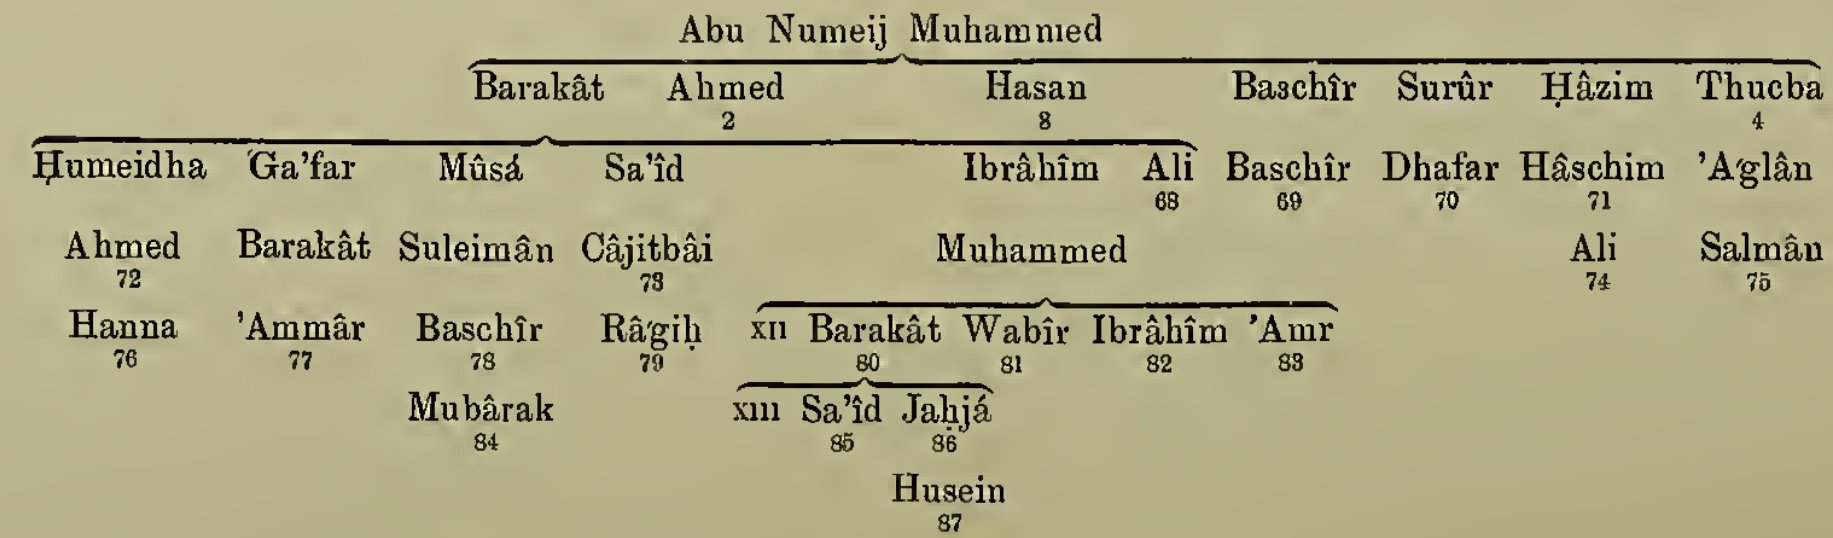 Abu Numeij Muhammed
Barakât Ahmed Hasan Baschîr Surûr Ḥâzim Thucba
2 8 4
Ḥumeidha Ǵa’far Mûsá Sa’îd Ibrâhîm Ali Baschîr Dhafar Hâschim ’Aǵlân
68 69 70 71
Ahmed Barakât Suleimân Câjitbâi Muhammed Ali Salmân
72 73 74 75
Hanna ’Ammâr Baschîr Râǵiḥ XII Barakât Wabîr Ibrâhîm ’Amr
76 77 78 79 80 81 82 83
Mubârak XIII Sa’îd Jaḥjá
84 85 86
Husein
87